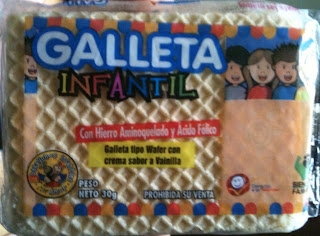 GALLETA
INFANTIL
Con Hierro Aminoquelado y Acido Fólico
Galleta tipo Wafer con
crema sabor a Vainilla
PESO
NETO 30g
PROHIBIDA SU VENTA